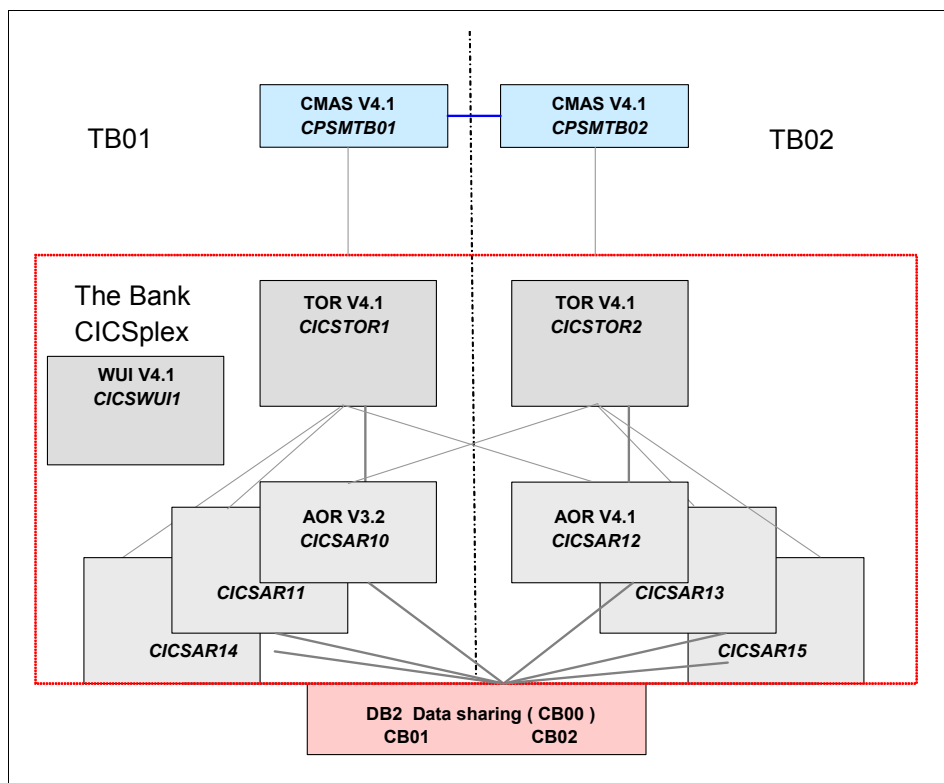 CMAS V4.1
CPSMTB01
CMAS V4.1
CPSMTB02
TB01
TB02
The Bank
CICSplex
TOR V4.1
CICSTOR1
TOR V4.1
CICSTOR2
WUI V4.1
CICSWUI1
AOR V3.2
CICSAR10
AOR V4.1
CICSAR12
CICSAR11
CICSAR13
CICSAR14
CICSAR15
DB2 Data sharing ( CB00 )
CB01 CB02